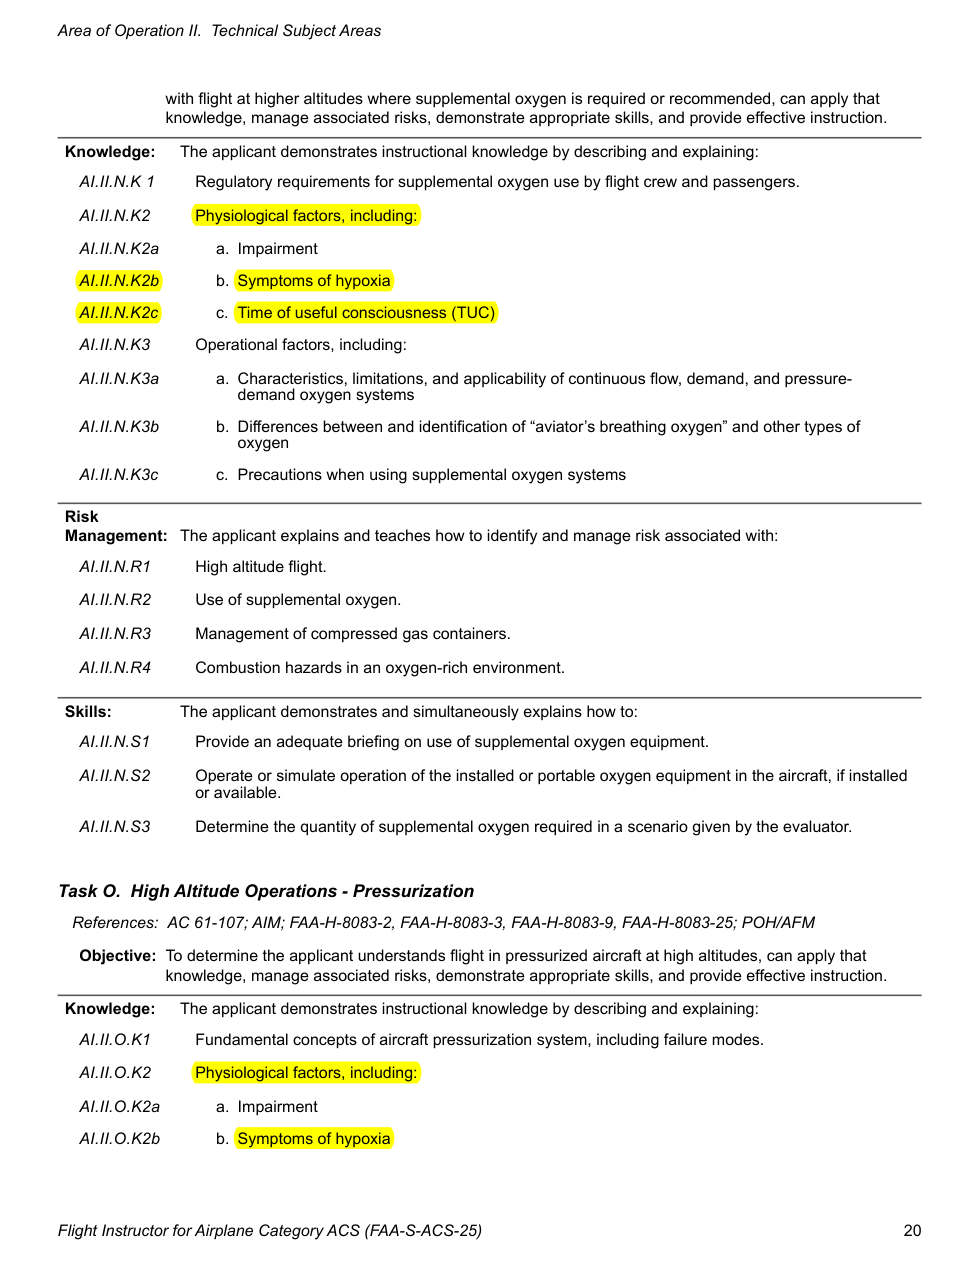 Area of Operation II. Technical Subject Areas
with flight at higher altitudes where supplemental oxygen is required or recommended, can apply that
knowledge, manage associated risks, demonstrate appropriate skills, and provide effective instruction.
Knowledge: The applicant demonstrates instructional knowledge by describing and explaining:
AI.II.N.K 1 Regulatory requirements for supplemental oxygen use by flight crew and passengers.
AI.II.N.K2 Physiological factors, including:
AI.II.N.K2a a. Impairment
AI.II.N.K2b b. Symptoms of hypoxia
AI.II.N.K2c c. Time of useful consciousness (TUC)
AI.II.N.K3 Operational factors, including:
AI.II.N.K3a a. Characteristics, limitations, and applicability of continuous flow, demand, and pressure-
demand oxygen systems
AI.II.N.K3b b. Differences between and identification of “aviator’s breathing oxygen” and other types of
oxygen
AI.II.N.K3c c. Precautions when using supplemental oxygen systems
Risk
Management: The applicant explains and teaches how to identify and manage risk associated with:
AI.II.N.R1 High altitude flight.
AI.II.N.R2 Use of supplemental oxygen.
AI.II.N.R3 Management of compressed gas containers.
AI.II.N.R4 Combustion hazards in an oxygen-rich environment.
Skills: The applicant demonstrates and simultaneously explains how to:
AI.II.N.S1 Provide an adequate briefing on use of supplemental oxygen equipment.
AI.II.N.S2 Operate or simulate operation of the installed or portable oxygen equipment in the aircraft, if installed
or available.
AI.II.N.S3 Determine the quantity of supplemental oxygen required in a scenario given by the evaluator.
Task O. High Altitude Operations - Pressurization
References: AC 61-107; AIM; FAA-H-8083-2, FAA-H-8083-3, FAA-H-8083-9, FAA-H-8083-25; POH/AFM
Objective: To determine the applicant understands flight in pressurized aircraft at high altitudes, can apply that
knowledge, manage associated risks, demonstrate appropriate skills, and provide effective instruction.
Knowledge: The applicant demonstrates instructional knowledge by describing and explaining:
AI.II.O.K1 Fundamental concepts of aircraft pressurization system, including failure modes.
AI.II.O.K2 Physiological factors, including:
AI.II.O.K2a a. Impairment
AI.II.O.K2b b. Symptoms of hypoxia
Flight Instructor for Airplane Category ACS (FAA-S-ACS-25) 20